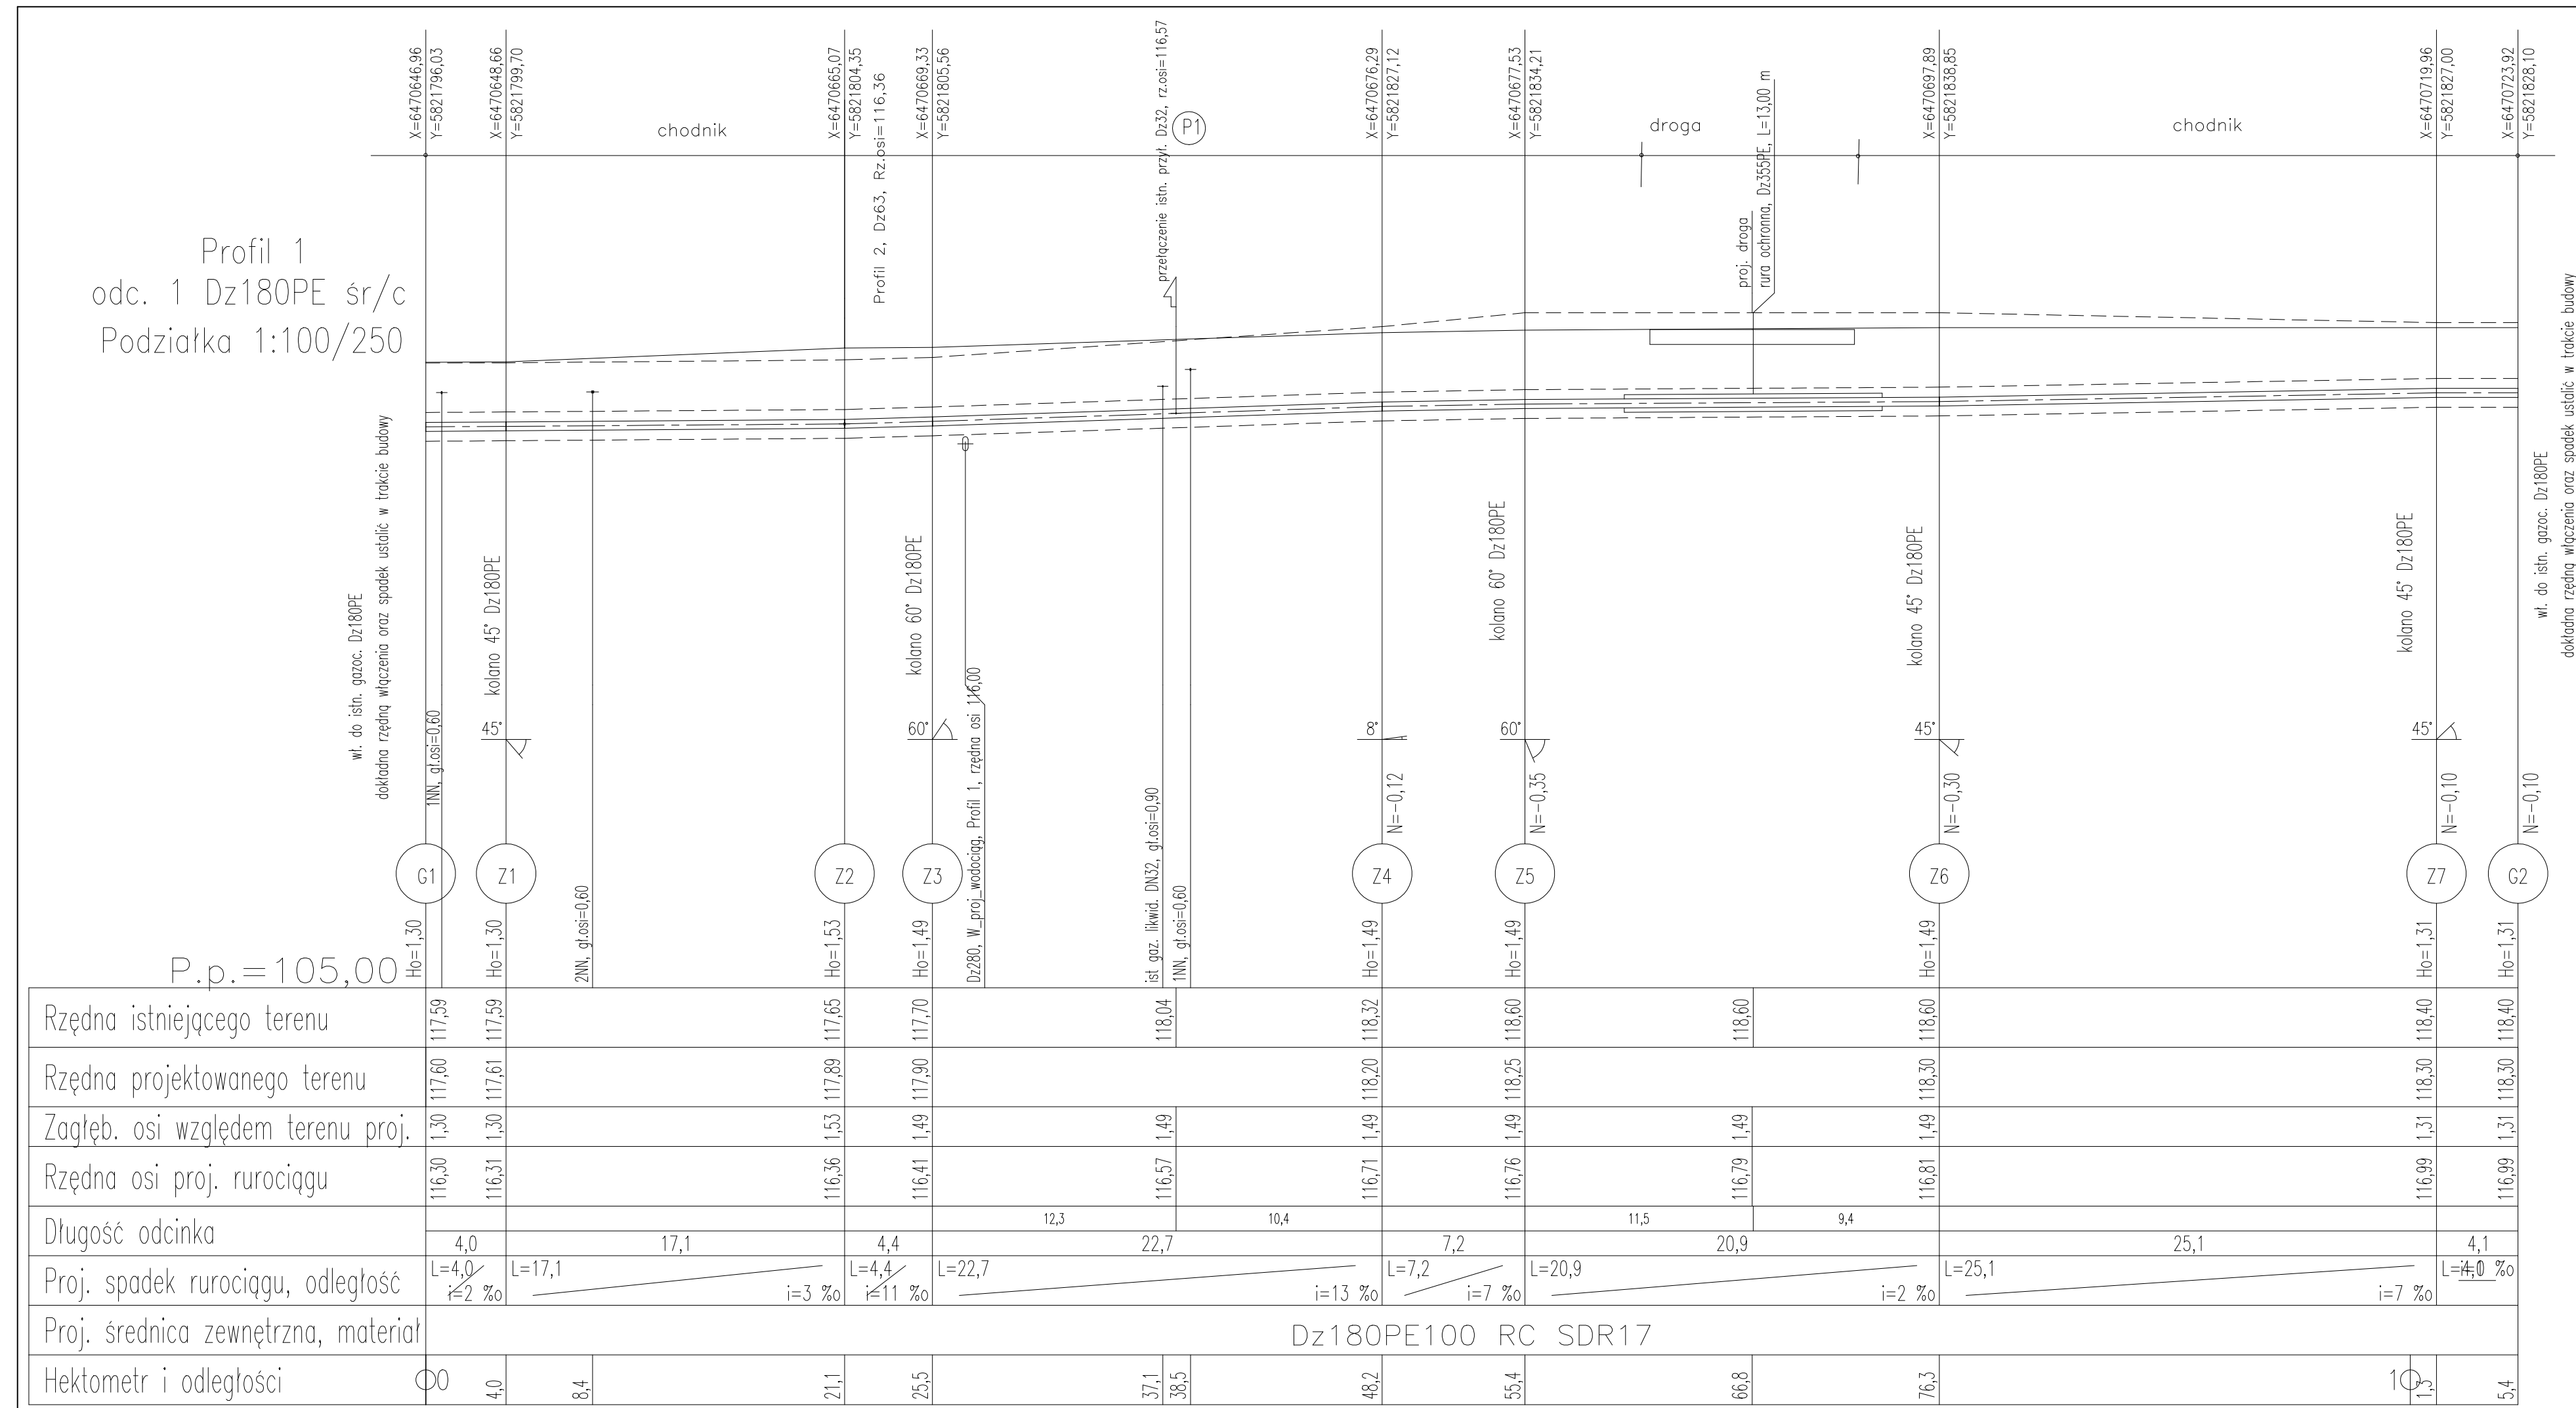 X=6470646,96
Y=5821796,03
X=6470648,66
Y=5821799,70
chodnik
X=6470665,07
Y=5821804,35
Profil 2, Dz63, Rz.osi=116,36
X=6470669,33
Y=5821805,56
przełączenie istn. przył. Dz32, rz.osi=116,57
P1
X=6470676,29
Y=5821827,12
X=6470677,53
Y=5821834,21
droga
proj. droga
rura ochronna, Dz355PE, L=13,00 m
X=6470697,89
Y=5821838,85
chodnik
X=6470719,96
Y=5821827,00
X=6470723,92
Y=5821828,10
Profil 1
odc. 1 Dz180PE śr/c
Podziałka 1:100/250
wł. do istn. gazoc. Dz180PE
dokładna rzędną włączenia oraz spadek ustalić w trakcie budowy
1NN, gł.osi=0,60
kolano 45° Dz180PE
2NN, gł.osi=0,60
kolano 60° Dz180PE
Dz280, W_proj_wodociąg, Profil 1, rzędna osi 116,00
ist gaz. likwid. DN32, gł.osi=0,90
1NN, gł.osi=0,60
kolano 60° Dz180PE
kolano 45° Dz180PE
kolano 45° Dz180PE
wł. do istn. gazoc. Dz180PE
dokładna rzędną włączenia oraz spadek ustalić w trakcie budowy
45° 60° 8° 60° 45° 45°
N=-0,12 N=-0,35 N=-0,30 N=-0,10 N=-0,10
G1 Z1 Z2 Z3 Z4 Z5 Z6 Z7 G2
Ho=1,30 Ho=1,30 Ho=1,53 Ho=1,49 Ho=1,49 Ho=1,49 Ho=1,49 Ho=1,31 Ho=1,31
P.p.=105,00
Rzędna istniejącego terenu 117,59 117,59 117,65 117,70 118,04 118,32 118,60 118,60 118,60 118,40 118,40
Rzędna projektowanego terenu 117,60 117,61 117,89 117,90 118,20 118,25 118,30 118,30 118,30
Zagłęb. osi względem terenu proj. 1,30 1,30 1,53 1,49 1,49 1,49 1,49 1,49 1,49 1,31 1,31
Rzędna osi proj. rurociągu 116,30 116,31 116,36 116,41 116,57 116,71 116,76 116,79 116,81 116,99 116,99
12,3 10,4 11,5 9,4
Długość odcinka 4,0 17,1 4,4 22,7 7,2 20,9 25,1 4,1
Proj. spadek rurociągu, odległość
L=4,0 L=17,1 L=4,4 L=22,7 L=7,2 L=20,9 L=25,1 L=4,1
i=2 ‰ i=3 ‰ i=11 ‰ i=13 ‰ i=7 ‰ i=2 ‰ i=7 ‰ i=0 ‰
Proj. średnica zewnętrzna, materiał Dz180PE100 RC SDR17
Hektometr i odległości 0 4,0 8,4 21,1 25,5 37,1 38,5 48,2 55,4 66,8 76,3 1 1,3 5,4